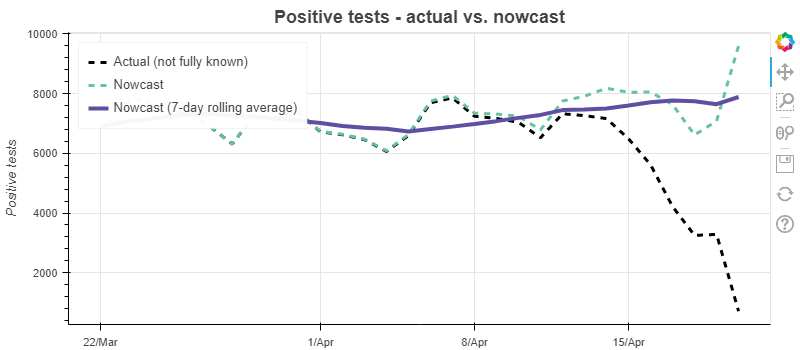 Positive tests - actual vs. nowcast
10000
8000
6000
4000
2000
Positive tests
Actual (not fully known)
Nowcast
Nowcast (7-day rolling average)
22/Mar
1/Apr
8/Apr
15/Apr